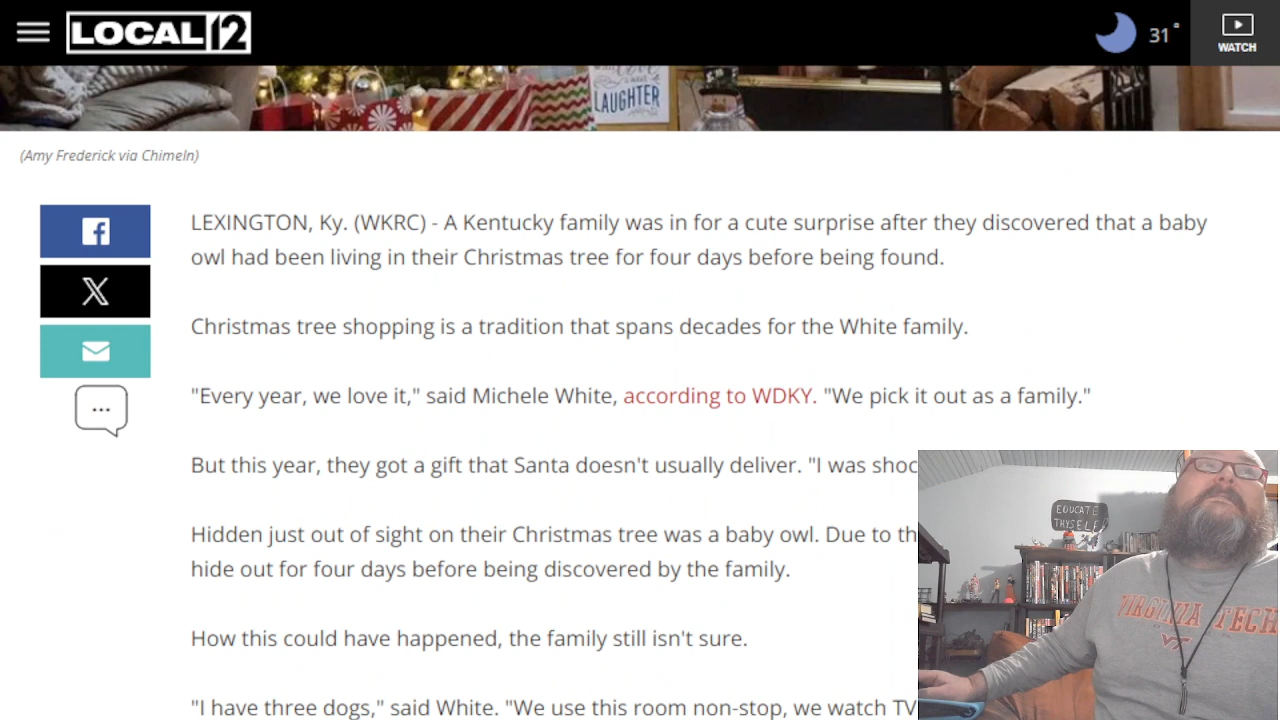 LOCAL 12
31°
WATCH
LAUGHTER
(Amy Frederick via ChimeIn)
LEXINGTON, Ky. (WKRC) - A Kentucky family was in for a cute surprise after they discovered that a baby
owl had been living in their Christmas tree for four days before being found.
Christmas tree shopping is a tradition that spans decades for the White family.
"Every year, we love it," said Michele White, according to WDKY. "We pick it out as a family."
But this year, they got a gift that Santa doesn't usually deliver. "I was shoc
Hidden just out of sight on their Christmas tree was a baby owl. Due to th
hide out for four days before being discovered by the family.
How this could have happened, the family still isn't sure.
"I have three dogs," said White. "We use this room non-stop, we watch TV
EDUCATE
THYSELF
VIRGINIA TECH
VT